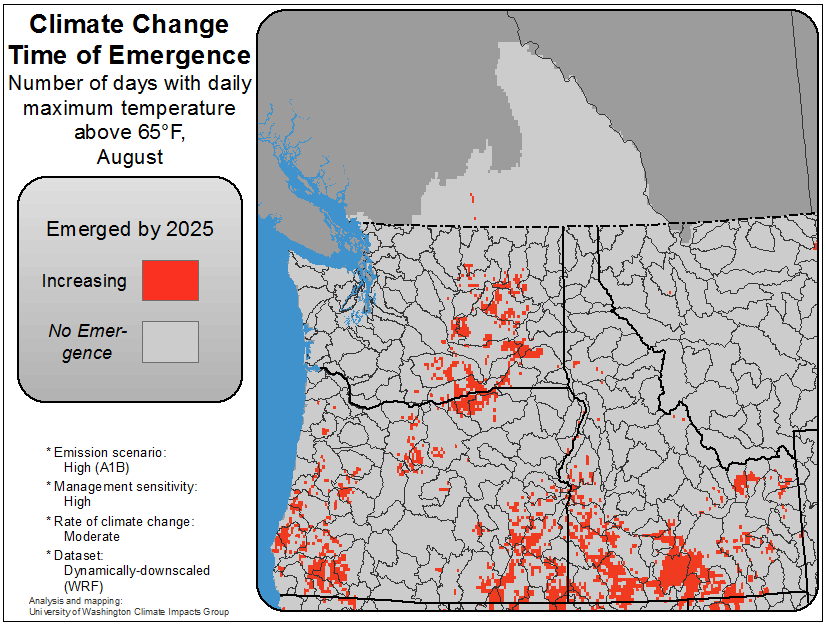 Climate Change
Time of Emergence
Number of days with daily
maximum temperature
above 65°F,
August
Emerged by 2025
Increasing
No Emer-
gence
* Emission scenario:
High (A1B)
* Management sensitivity:
High
* Rate of climate change:
Moderate
* Dataset:
Dynamically-downscaled
(WRF)
Analysis and mapping:
University of Washington Climate Impacts Group